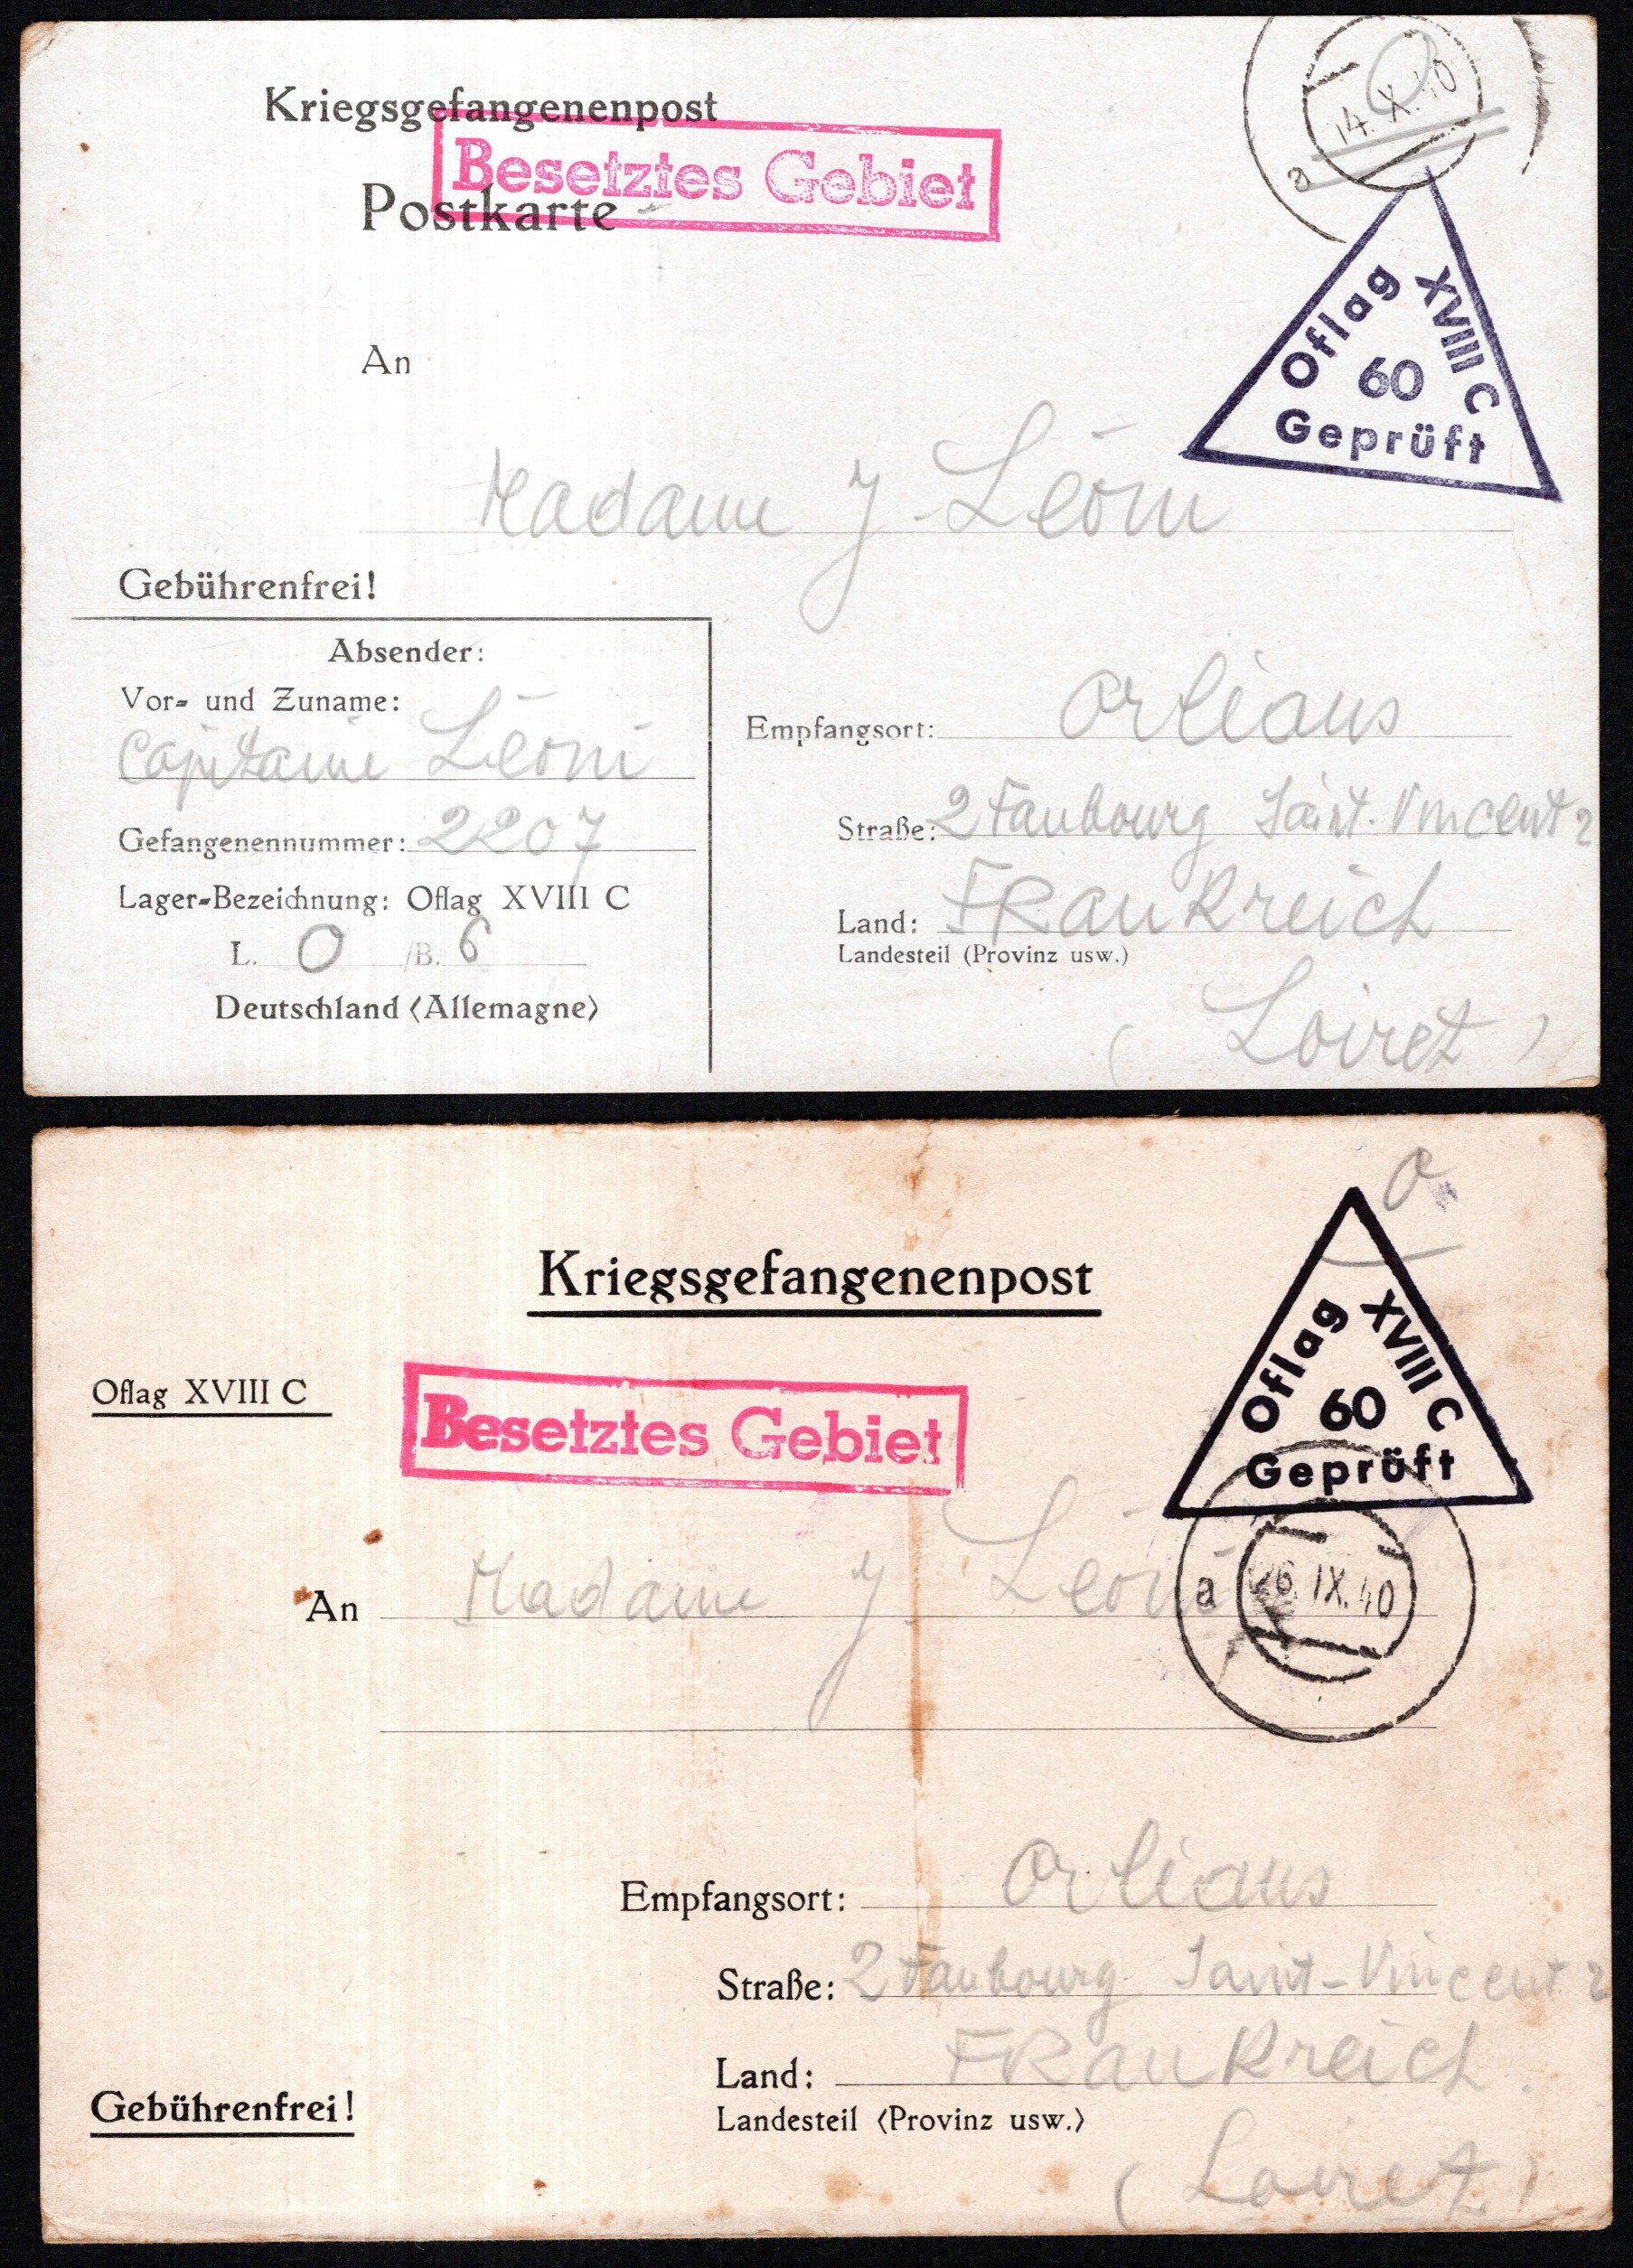 Kriegsgefangenenpost
Besetztes Gebiet
Postkarte
a 14.X.40
Oflag XVIII C
60
Geprüft
An
Madame J. Léoni
Gebührenfrei!
Absender:
Vor- und Zuname:
Capitaine Léoni
Gefangenennummer: 2207
Lager-Bezeichnung: Oflag XVIII C
L. O /B. 6
Deutschland (Allemagne)
Empfangsort: Orléans
Straße: 2 Faubourg Saint-Vincent 2
Land: FRankreich
Landesteil (Provinz usw.)
(Loiret)
Kriegsgefangenenpost
Oflag XVIII C
Besetztes Gebiet
Oflag XVIII C
60
Geprüft
a 26.IX.40
An Madame J. Léoni
Empfangsort: Orléans
Straße: 2 Faubourg Saint-Vincent 2
Land: FRankreich.
Landesteil (Provinz usw.)
(Loiret)
Gebührenfrei!